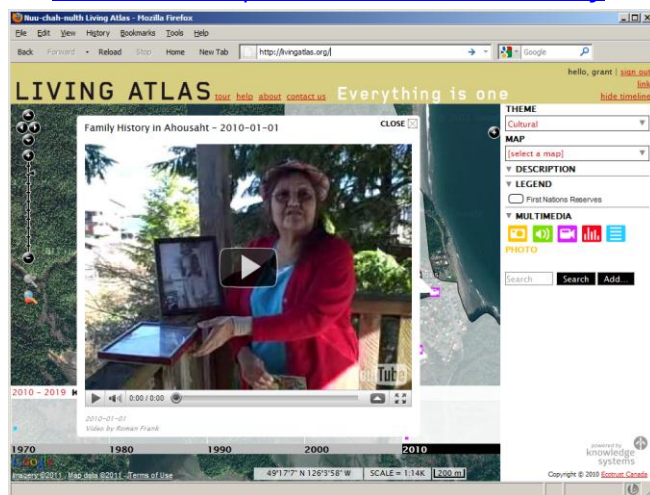 Nuu-chah-nulth Living Atlas - Mozilla Firefox
File Edit View History Bookmarks Tools Help
Back Forward Reload Stop Home New Tab http://livingatlas.org/ Google
hello, grant | sign out
link
LIVING ATLAS tour help about contact us Everything is one hide timeline
Family History in Ahousaht - 2010-01-01 CLOSE
THEME
Cultural
MAP
[select a map]
DESCRIPTION
LEGEND
First Nations Reserves
MULTIMEDIA
PHOTO
Search Search Add...
YouTube
2010 - 2019
0:00 / 0:00
2010-01-01
Video by Roman Frank
1970 1980 1990 2000 2010
powered by
knowledge
systems
Google
Imagery ©2011 , Map data ©2011 - Terms of Use 49°17'7" N 126°3'58" W SCALE = 1:14K 200 m Copyright © 2010 Ecotrust Canada